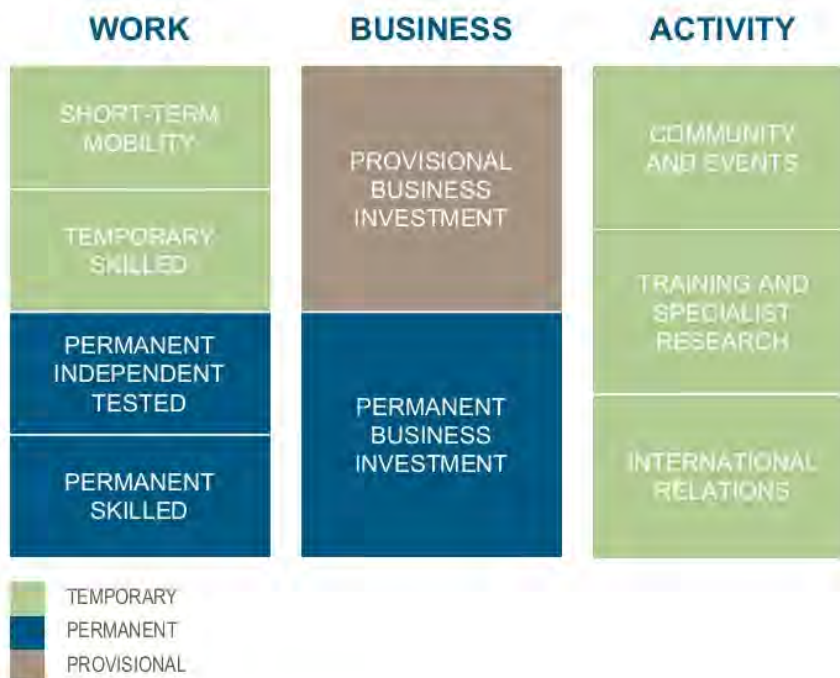 WORK
SHORT-TERM
MOBILITY
TEMPORARY
SKILLED
PERMANENT
INDEPENDENT
TESTED
PERMANENT
SKILLED
BUSINESS
PROVISIONAL
BUSINESS
INVESTMENT
PERMANENT
BUSINESS
INVESTMENT
ACTIVITY
COMMUNITY
AND EVENTS
TRAINING AND
SPECIALIST
RESEARCH
INTERNATIONAL
RELATIONS
TEMPORARY
PERMANENT
PROVISIONAL